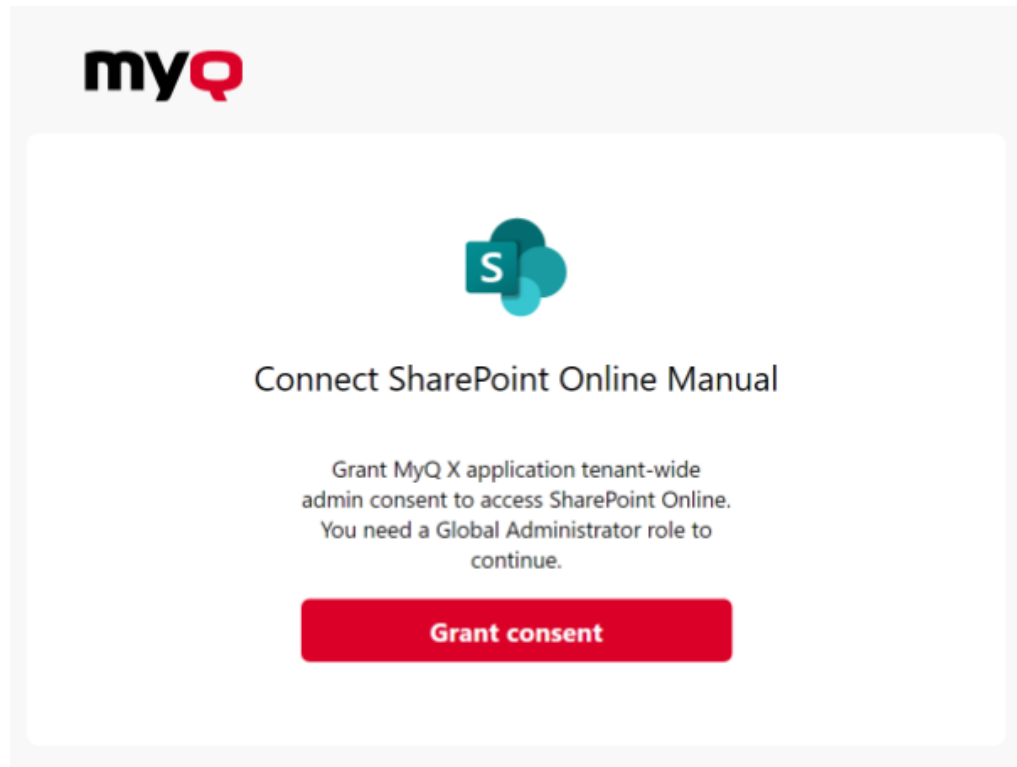 myQ
S
Connect SharePoint Online Manual
Grant MyQ X application tenant-wide
admin consent to access SharePoint Online.
You need a Global Administrator role to
continue.
Grant consent